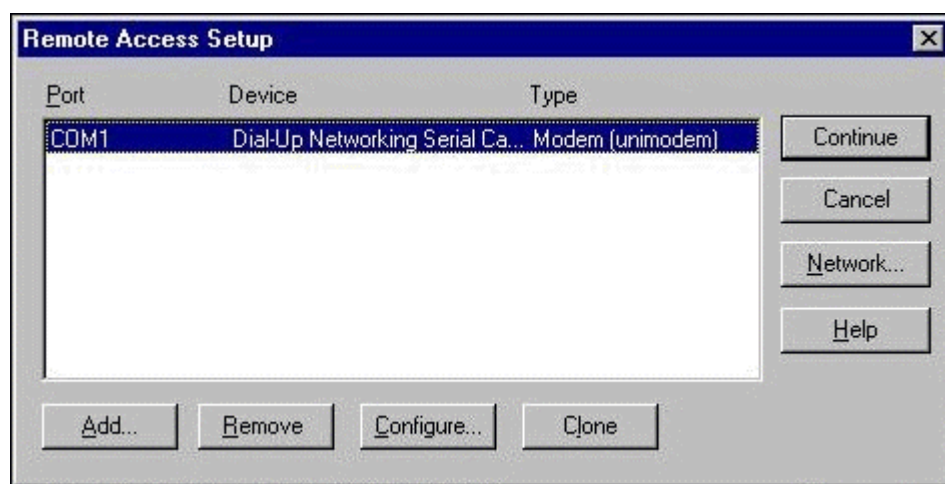 Remote Access Setup
Port Device Type
COM1 Dial-Up Networking Serial Ca... Modem (unimodem)
Continue
Cancel
Network...
Help
Add... Remove Configure... Clone